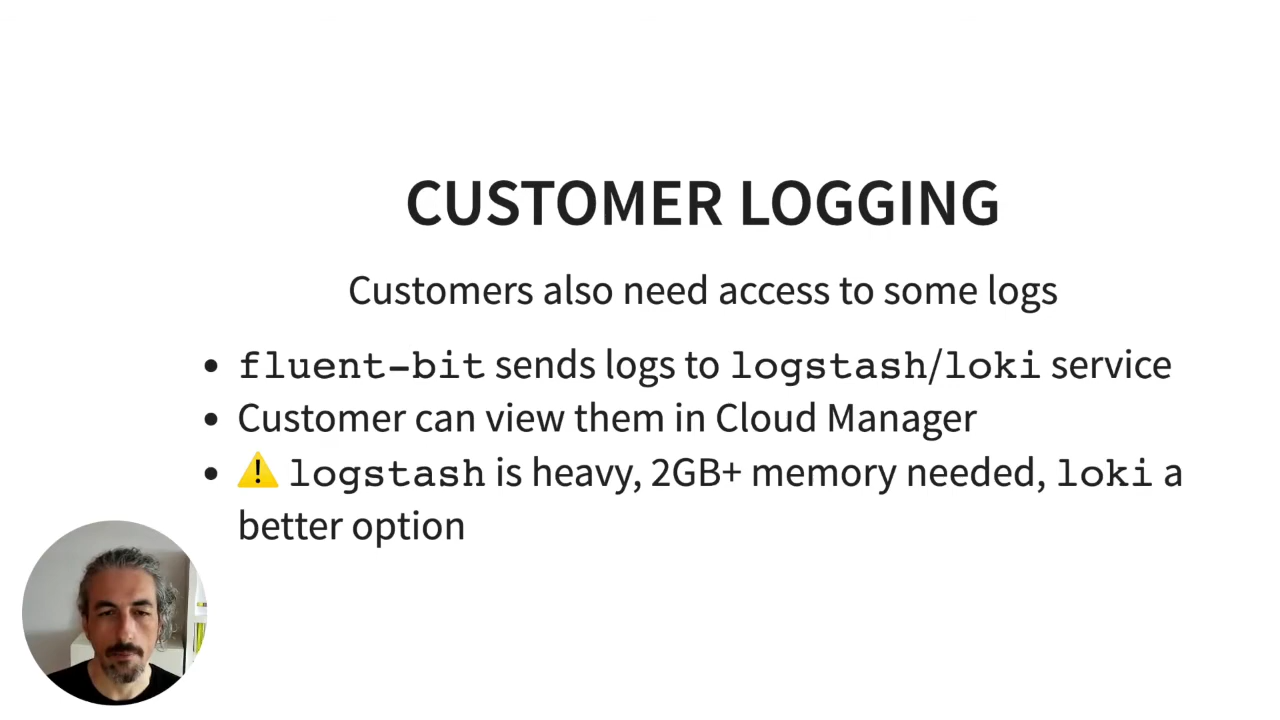 CUSTOMER LOGGING
Customers also need access to some logs
• fluent-bit sends logs to logstash/loki service
• Customer can view them in Cloud Manager
• ⚠️ logstash is heavy, 2GB+ memory needed, loki a
better option